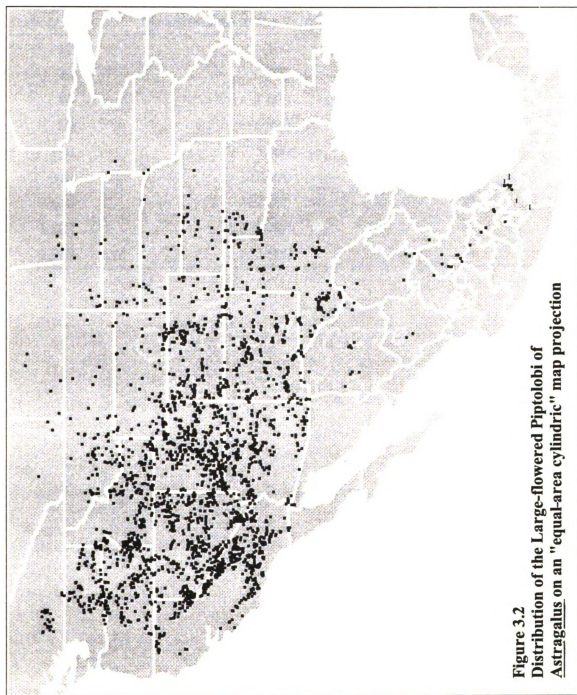 Figure 3.2
Distribution of the Large-flowered Piptolobi of
Astragalus on an "equal-area cylindric" map projection